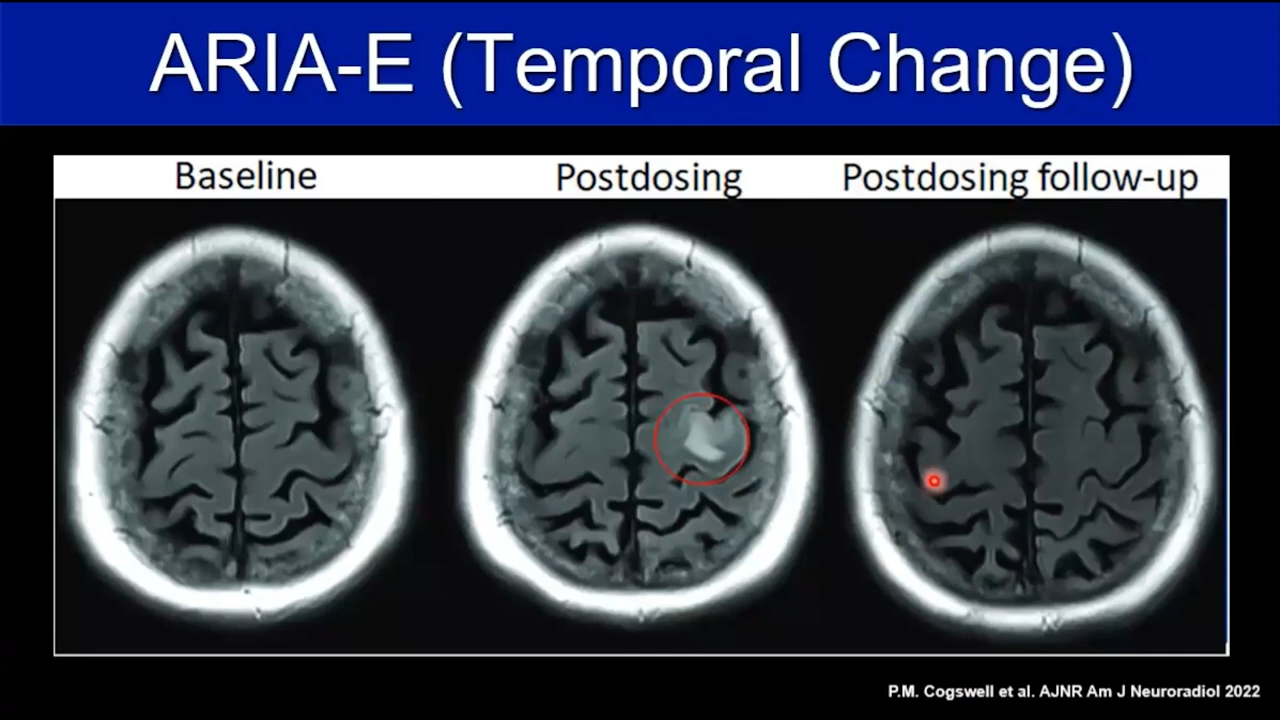 ARIA-E (Temporal Change)
Baseline
Postdosing
Postdosing follow-up
P.M. Cogswell et al. AJNR Am J Neuroradiol 2022